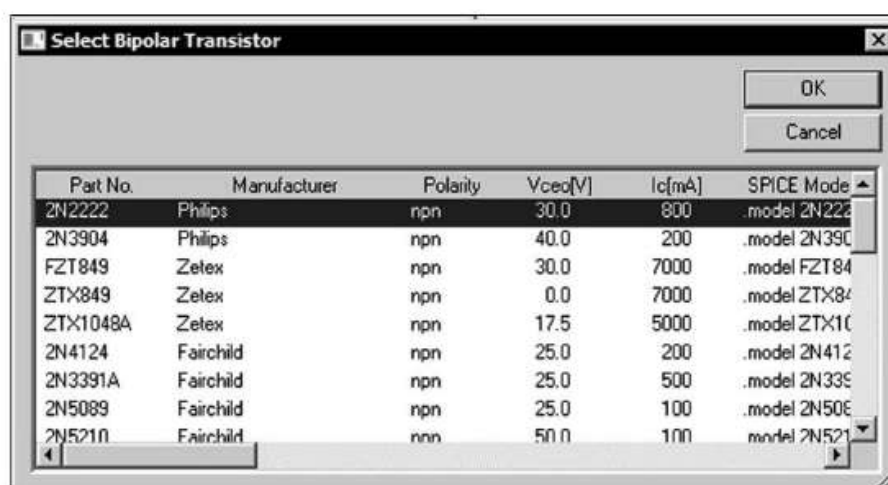 Select Bipolar Transistor
OK
Cancel
Part No. Manufacturer Polarity Vceo[V] Ic[mA] SPICE Mode
2N2222 Philips npn 30.0 800 .model 2N222
2N3904 Philips npn 40.0 200 .model 2N390
FZT849 Zetex npn 30.0 7000 .model FZT84
ZTX849 Zetex npn 0.0 7000 .model ZTX84
ZTX1048A Zetex npn 17.5 5000 .model ZTX10
2N4124 Fairchild npn 25.0 200 .model 2N412
2N3391A Fairchild npn 25.0 500 .model 2N339
2N5089 Fairchild npn 25.0 100 .model 2N508
2N5210 Fairchild npn 50.0 100 .model 2N521